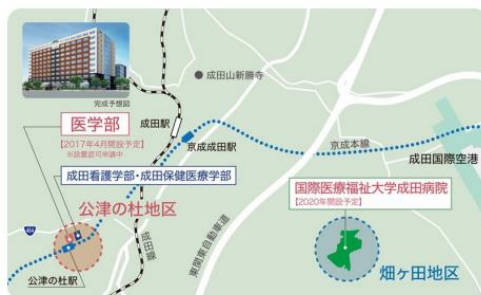 完成予想図
医学部
【2017年4月開設予定】
※設置認可申請中
成田看護学部・成田保健医療学部
公津の杜地区
公津の杜駅
成田駅
成田山新勝寺
京成成田駅
京成本線
成田国際空港
成田線
東関東自動車道
国際医療福祉大学成田病院
【2020年開設予定】
畑ヶ田地区